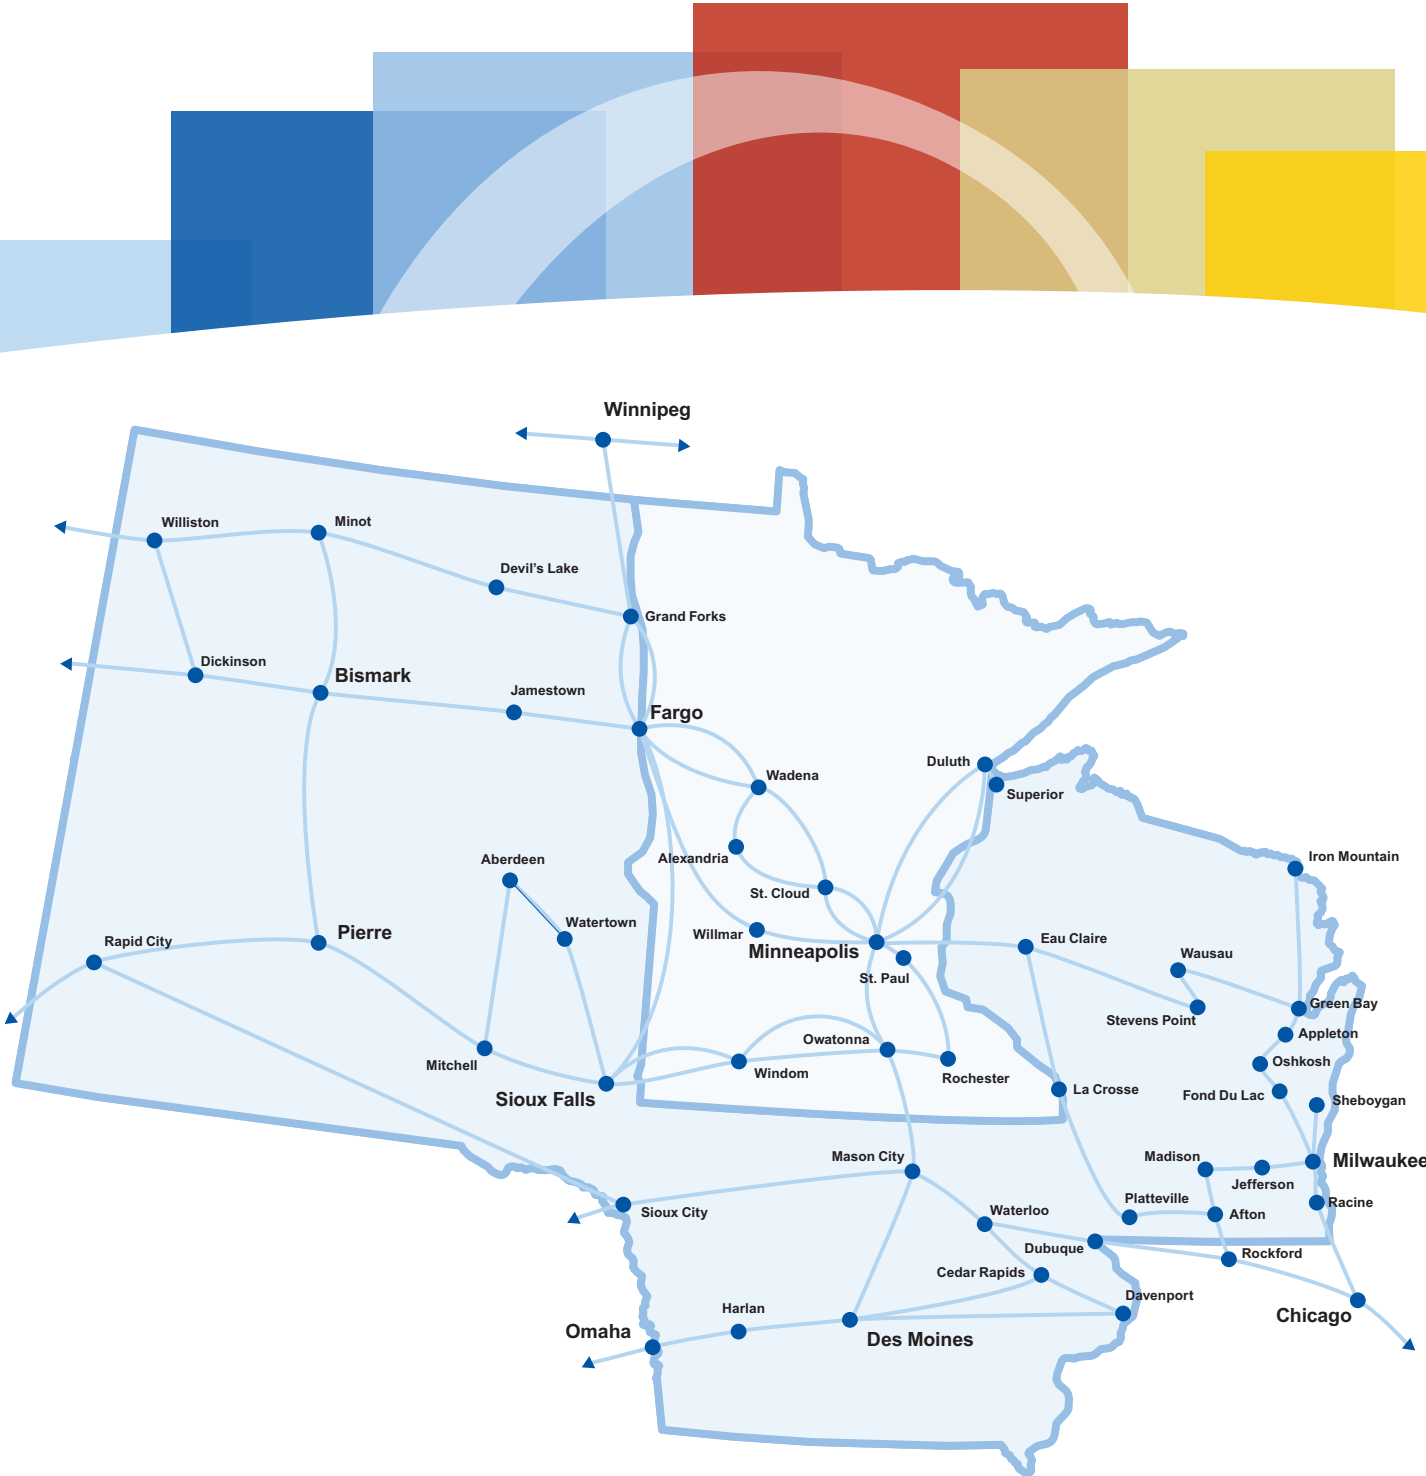 Winnipeg
Williston
Minot
Devil's Lake
Grand Forks
Dickinson
Bismark
Jamestown
Fargo
Duluth
Wadena
Superior
Alexandria
Aberdeen
Iron Mountain
St. Cloud
Watertown
Willmar
Pierre
Rapid City
Minneapolis
Eau Claire
Wausau
St. Paul
Green Bay
Stevens Point
Appleton
Owatonna
Mitchell
Windom
Rochester
Oshkosh
Sioux Falls
La Crosse
Fond Du Lac
Sheboygan
Mason City
Madison
Milwaukee
Jefferson
Sioux City
Waterloo
Platteville
Afton
Racine
Dubuque
Rockford
Cedar Rapids
Davenport
Harlan
Chicago
Omaha
Des Moines